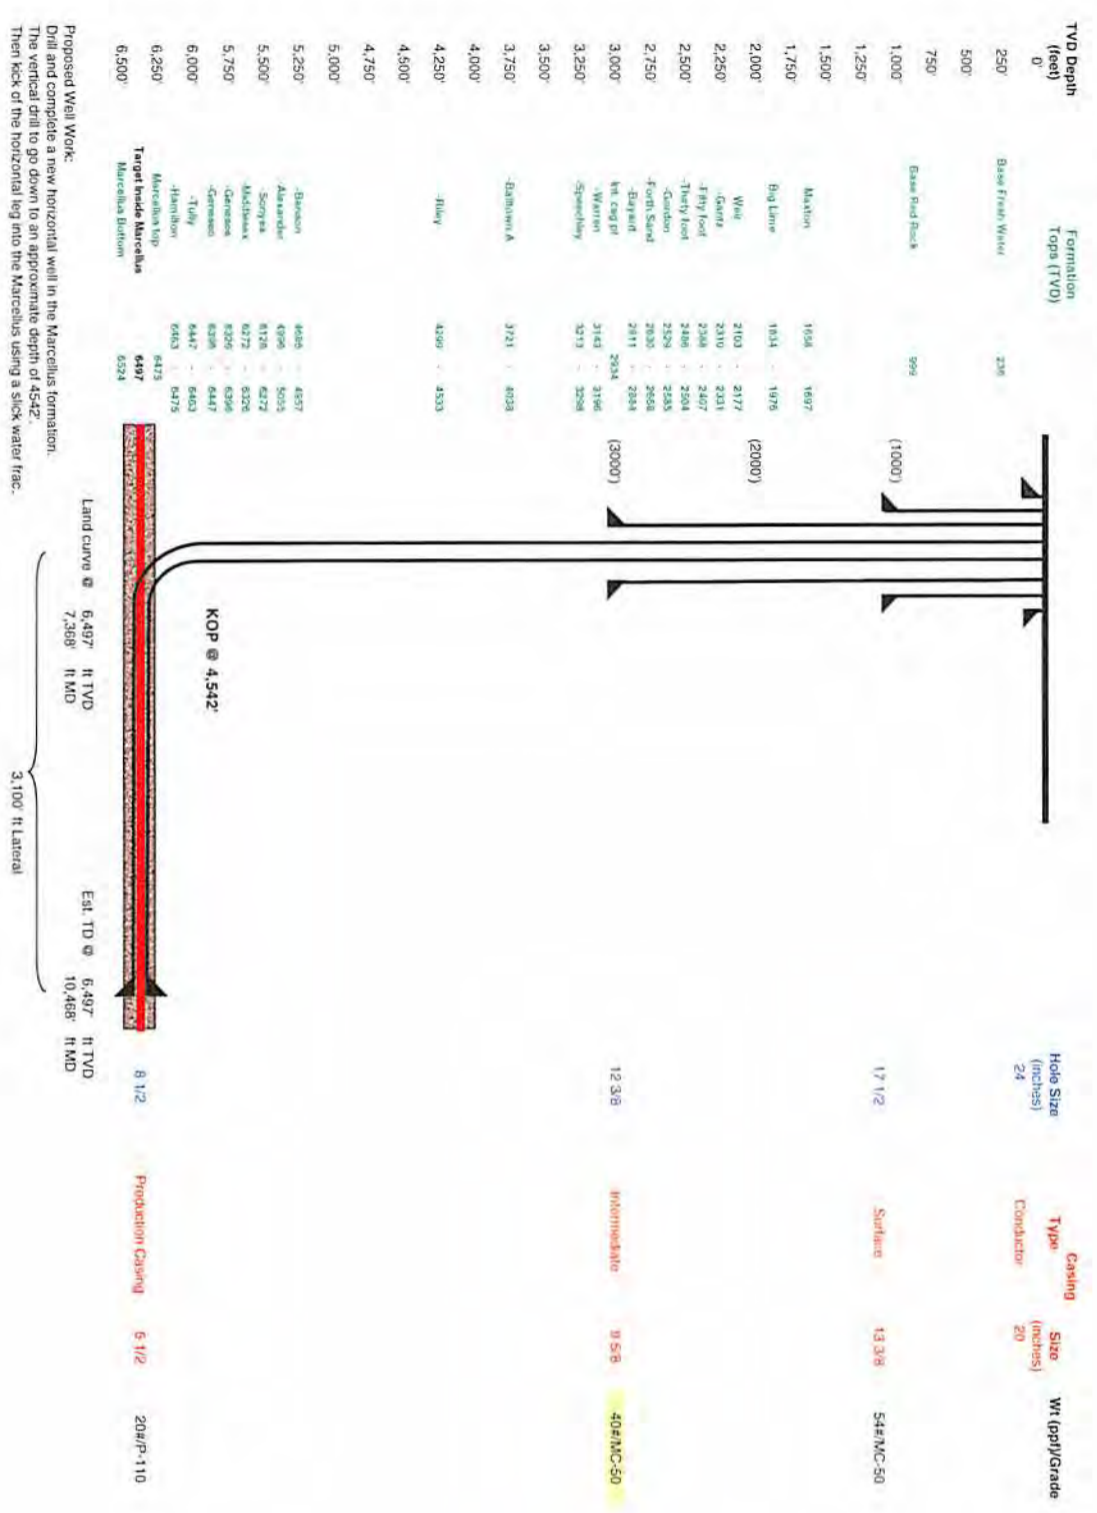 TVD Depth Formation Hole Size Casing Size Wt (ppf)/Grade
(feet) Tops (TVD) (inches) Type (inches)
0' 24 Conductor 20
250' Base Fresh Water 236
500'
750'
1,000' Base Red Rock 999 (1000') 17 1/2 Surface 13 3/8 54#/MC-50
1,250'
1,500'
Maxton 1658 - 1697
1,750'
Big Lime 1834 - 1976
2,000' (2000')
Weir 2103 - 2177
2,250' -Gantz 2310 - 2331
-Fifty foot 2388 - 2407
2,500' -Thirty foot 2486 - 2504
-Gordon 2529 - 2585
2,750' -Forth Sand 2630 - 2668
-Bayard 2811 - 2884
3,000' Int. csg pt 2934 (3000') 12 3/8 Intermediate 9 5/8 40#/MC-50
-Warren 3143 - 3196
3,250' -Speechley 3213 - 3298
3,500'
3,750' -Balltown A 3721 - 4038
4,000'
4,250' -Riley 4299 - 4533
4,500'
4,750'
5,000'
5,250' -Benson 4957
5,500' -Alexander 4996 - 5055
-Sonyea 6128 - 6272
-Middlesex 6272 - 6326
5,750' -Genesee 6326 - 6398
-Geneseo 6398 - 6447
6,000' -Tully 6447 - 6463
-Hamilton 6463 - 6475
6,250' Marcellus top 6475
Target Inside Marcellus 6497 8 1/2 Production Casing 5 1/2 20#/P-110
6,500' Marcellus Bottom 6524
KOP @ 4,542'
Land curve @ 6,497' ft TVD Est. TD @ 6,497' ft TVD
7,368' ft MD 10,468' ft MD
3,100' ft Lateral
Proposed Well Work:
Drill and complete a new horizontal well in the Marcellus formation.
The vertical drill to go down to an approximate depth of 4542'.
Then kick of the horizontal leg into the Marcellus using a slick water frac.